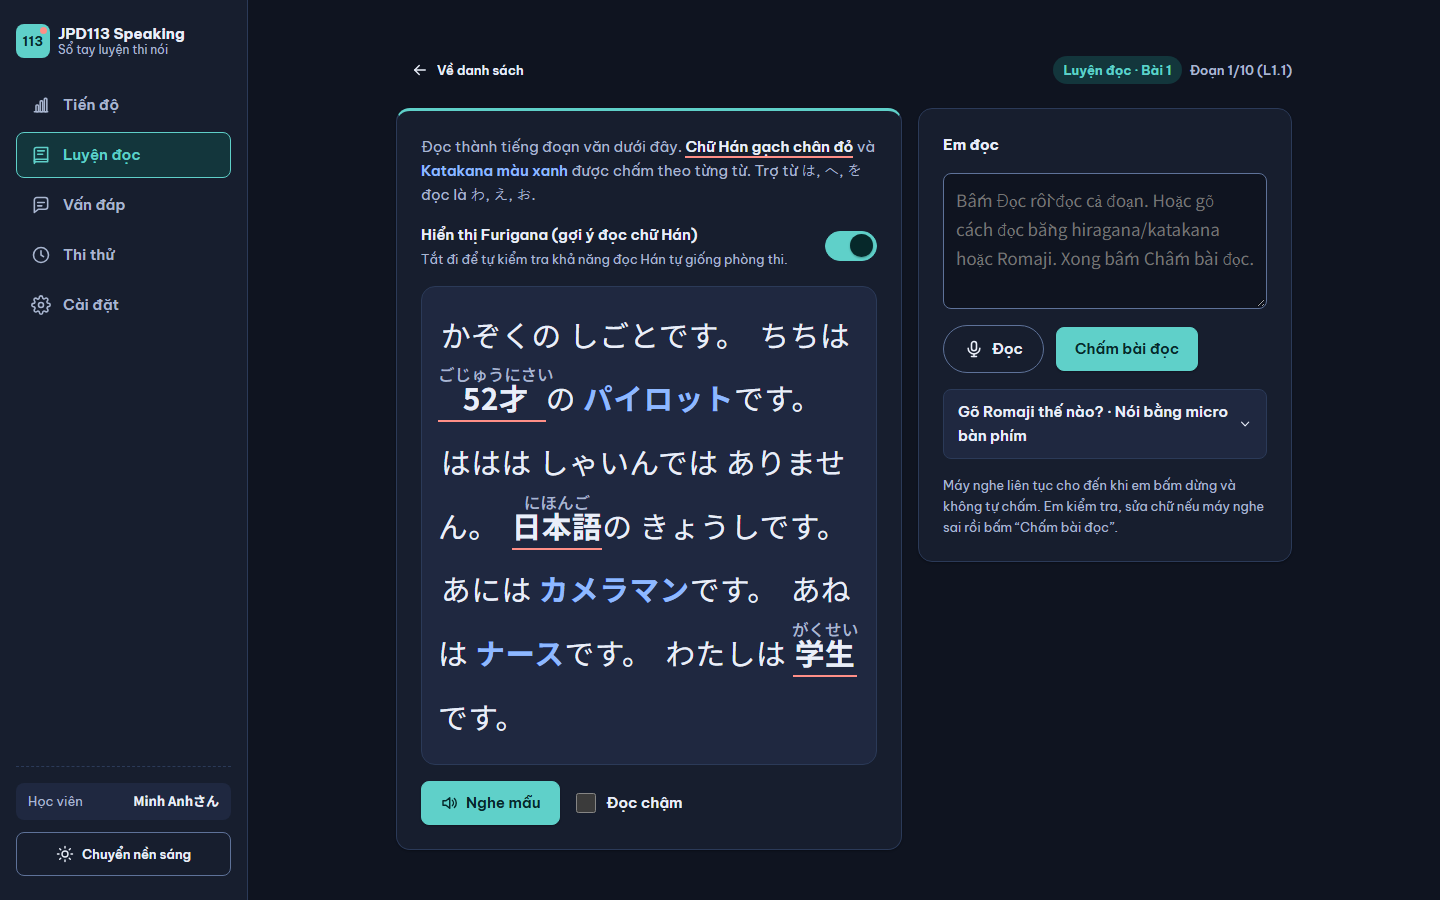 113
JPD113 Speaking
Sổ tay luyện thi nói
Tiến độ
Luyện đọc
Vấn đáp
Thi thử
Cài đặt
Học viên
Minh Anhさん
Chuyển nền sáng
Về danh sách
Luyện đọc · Bài 1
Đoạn 1/10 (L1.1)
Đọc thành tiếng đoạn văn dưới đây. Chữ Hán gạch chân đỏ và
Katakana màu xanh được chấm theo từng từ. Trợ từ は, へ, を
đọc là わ, え, お.
Hiển thị Furigana (gợi ý đọc chữ Hán)
Tắt đi để tự kiểm tra khả năng đọc Hán tự giống phòng thi.
かぞくの しごとです。 ちちは
ごじゅうにさい
52才の パイロットです。
ははは しゃいんでは ありませ
にほんご
ん。 日本語の きょうしです。
あには カメラマンです。 あね
がくせい
は ナースです。 わたしは 学生
です。
Nghe mẫu
Đọc chậm
Em đọc
Bấm Đọc rồi đọc cả đoạn. Hoặc gõ
cách đọc bằng hiragana/katakana
hoặc Romaji. Xong bấm Chấm bài đọc.
Đọc
Chấm bài đọc
Gõ Romaji thế nào? · Nói bằng micro
bàn phím
Máy nghe liên tục cho đến khi em bấm dừng và
không tự chấm. Em kiểm tra, sửa chữ nếu máy nghe
sai rồi bấm “Chấm bài đọc”.